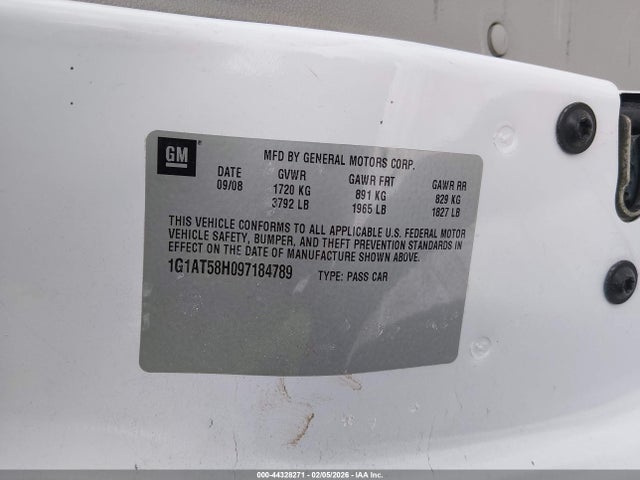 GM
MFD BY GENERAL MOTORS CORP.
DATE GVWR GAWR FRT GAWR RR
09/08 1720 KG 891 KG 829 KG
3792 LB 1965 LB 1827 LB
THIS VEHICLE CONFORMS TO ALL APPLICABLE U.S. FEDERAL MOTOR
VEHICLE SAFETY, BUMPER, AND THEFT PREVENTION STANDARDS IN
EFFECT ON THE DATE OF MANUFACTURE SHOWN ABOVE.
1G1AT58H097184789 TYPE: PASS CAR
000-44328271 - 02/05/2026 - IAA Inc.